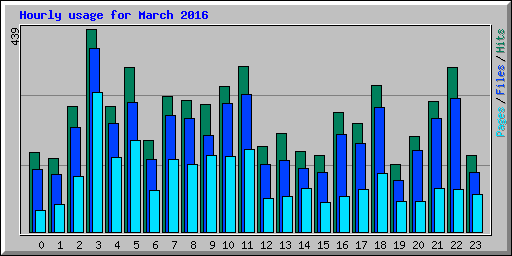 Hourly usage for March 2016
439
Pages/Files/Hits
0 1 2 3 4 5 6 7 8 9 10 11 12 13 14 15 16 17 18 19 20 21 22 23